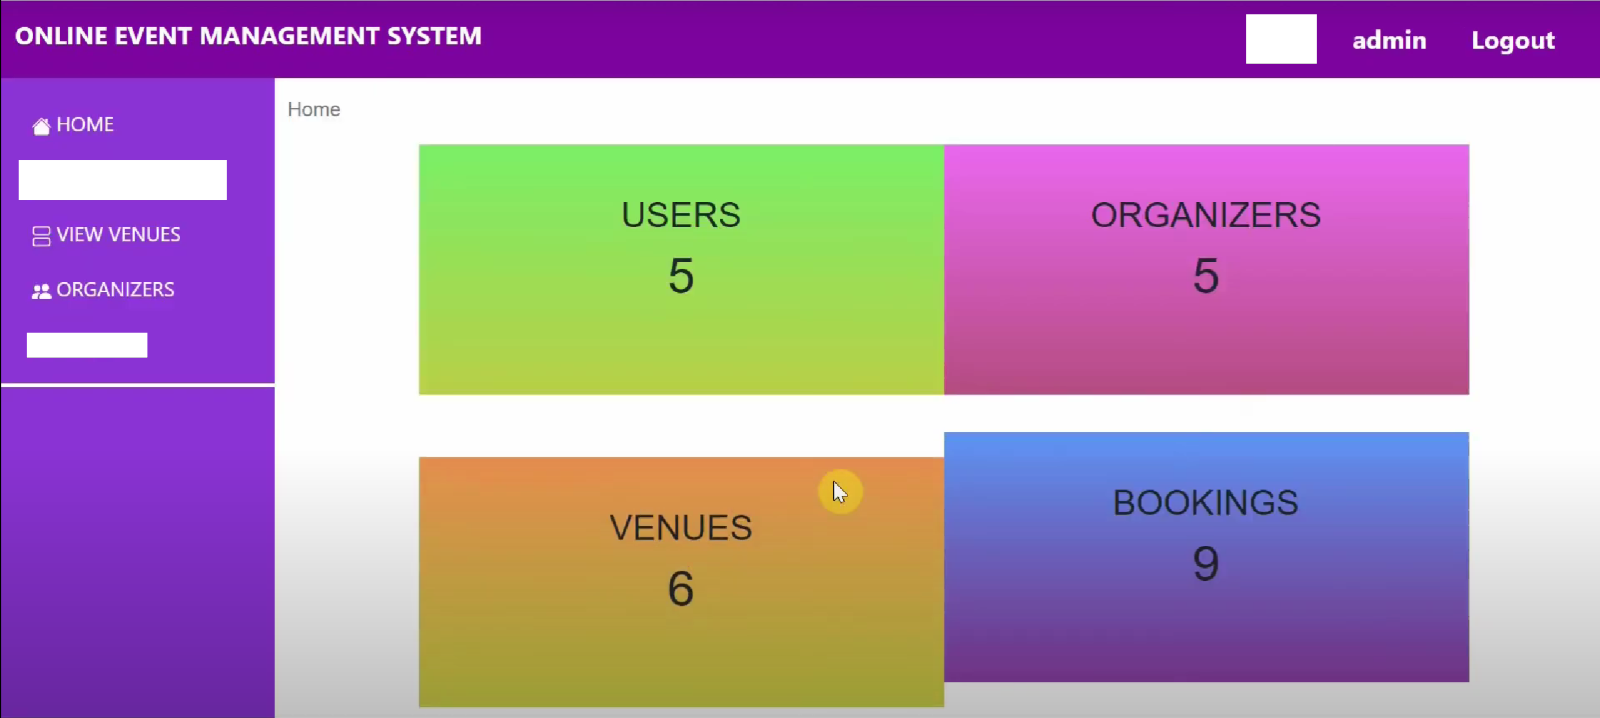 ONLINE EVENT MANAGEMENT SYSTEM
admin
Logout
HOME
VIEW VENUES
ORGANIZERS
Home
USERS
5
ORGANIZERS
5
VENUES
6
BOOKINGS
9